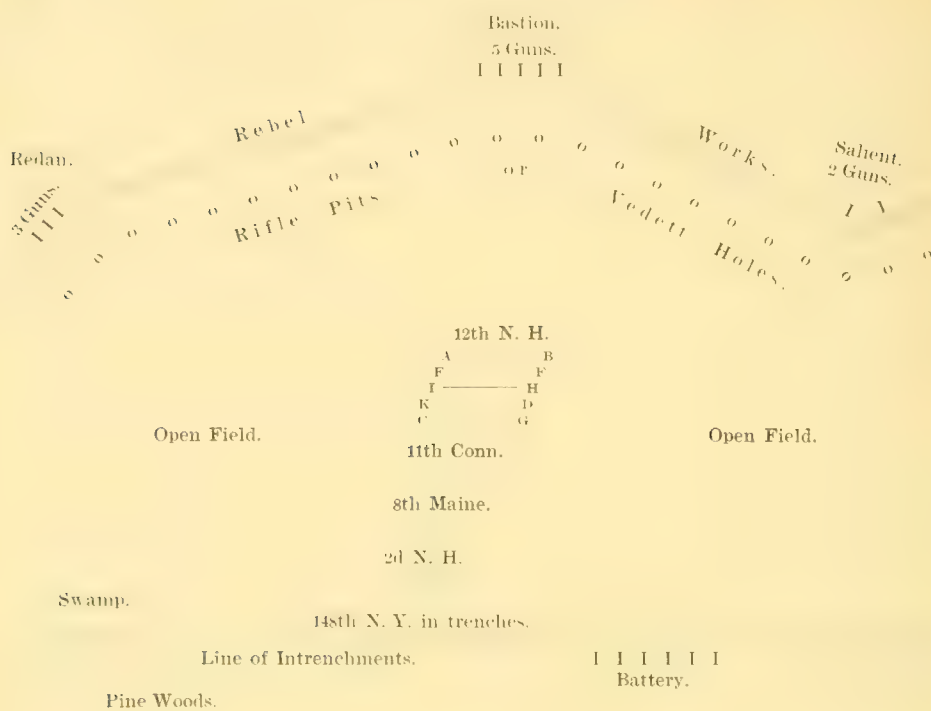 Bastion.
5 Guns.
I I I I I
Rebel Works.
Redan.
3 Guns.
I I I
Salient.
2 Guns.
I I
o o o o o o o o o o o o o o o o o o o o o o o
Rifle Pits or Vedett Holes.
12th N. H.
A B
F F
I H
K D
C G
Open Field. Open Field.
11th Conn.
8th Maine.
2d N. H.
Swamp.
148th N. Y. in trenches.
Line of Intrenchments. I I I I I I
Battery.
Pine Woods.